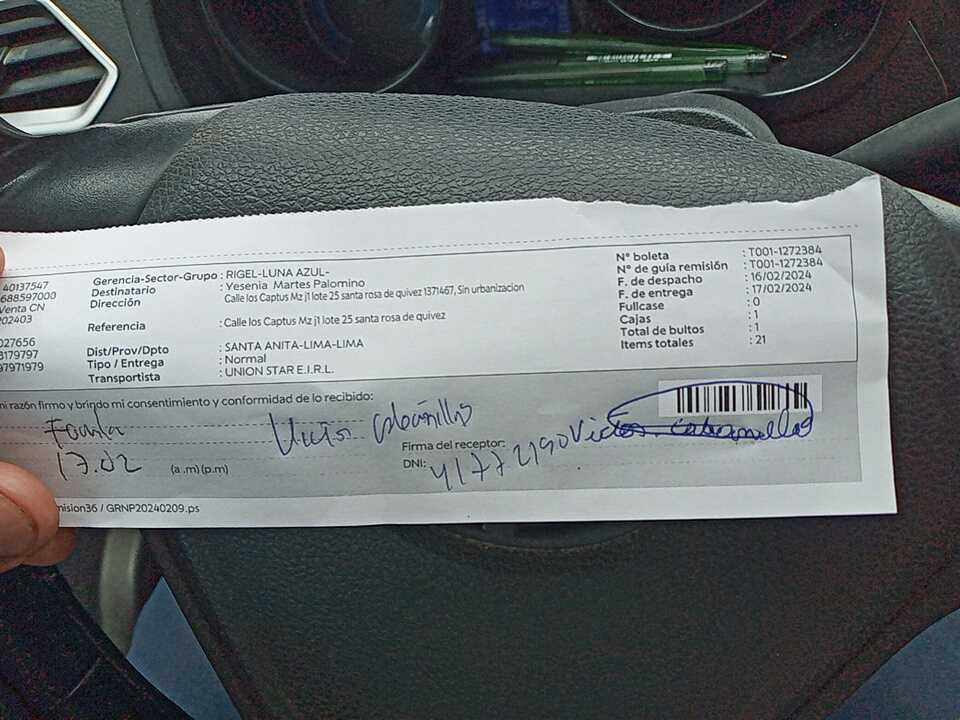 40137547
688597000
Venta CN
202403
027656
3179797
97971979
Gerencia-Sector-Grupo : RIGEL-LUNA AZUL-
Destinatario : Yesenia Martes Palomino
Dirección : Calle los Captus Mz j1 lote 25 santa rosa de quivez 1371467, Sin urbanizacion
Referencia : Calle los Captus Mz j1 lote 25 santa rosa de quivez
Dist/Prov/Dpto : SANTA ANITA-LIMA-LIMA
Tipo / Entrega : Normal
Transportista : UNION STAR E.I.R.L.
N° boleta : T001-1272384
N° de guía remisión : T001-1272384
F. de despacho : 16/02/2024
F. de entrega : 17/02/2024
Fullcase : 0
Cajas : 1
Total de bultos : 1
Items totales : 21
mi razón firmo y brindo mi consentimiento y conformidad de lo recibido:
17.02 (a.m)(p.m)
Victor cabanillas
Firma del receptor: Victor cabanillas
DNI: 41772190
mision36 / GRNP20240209.ps